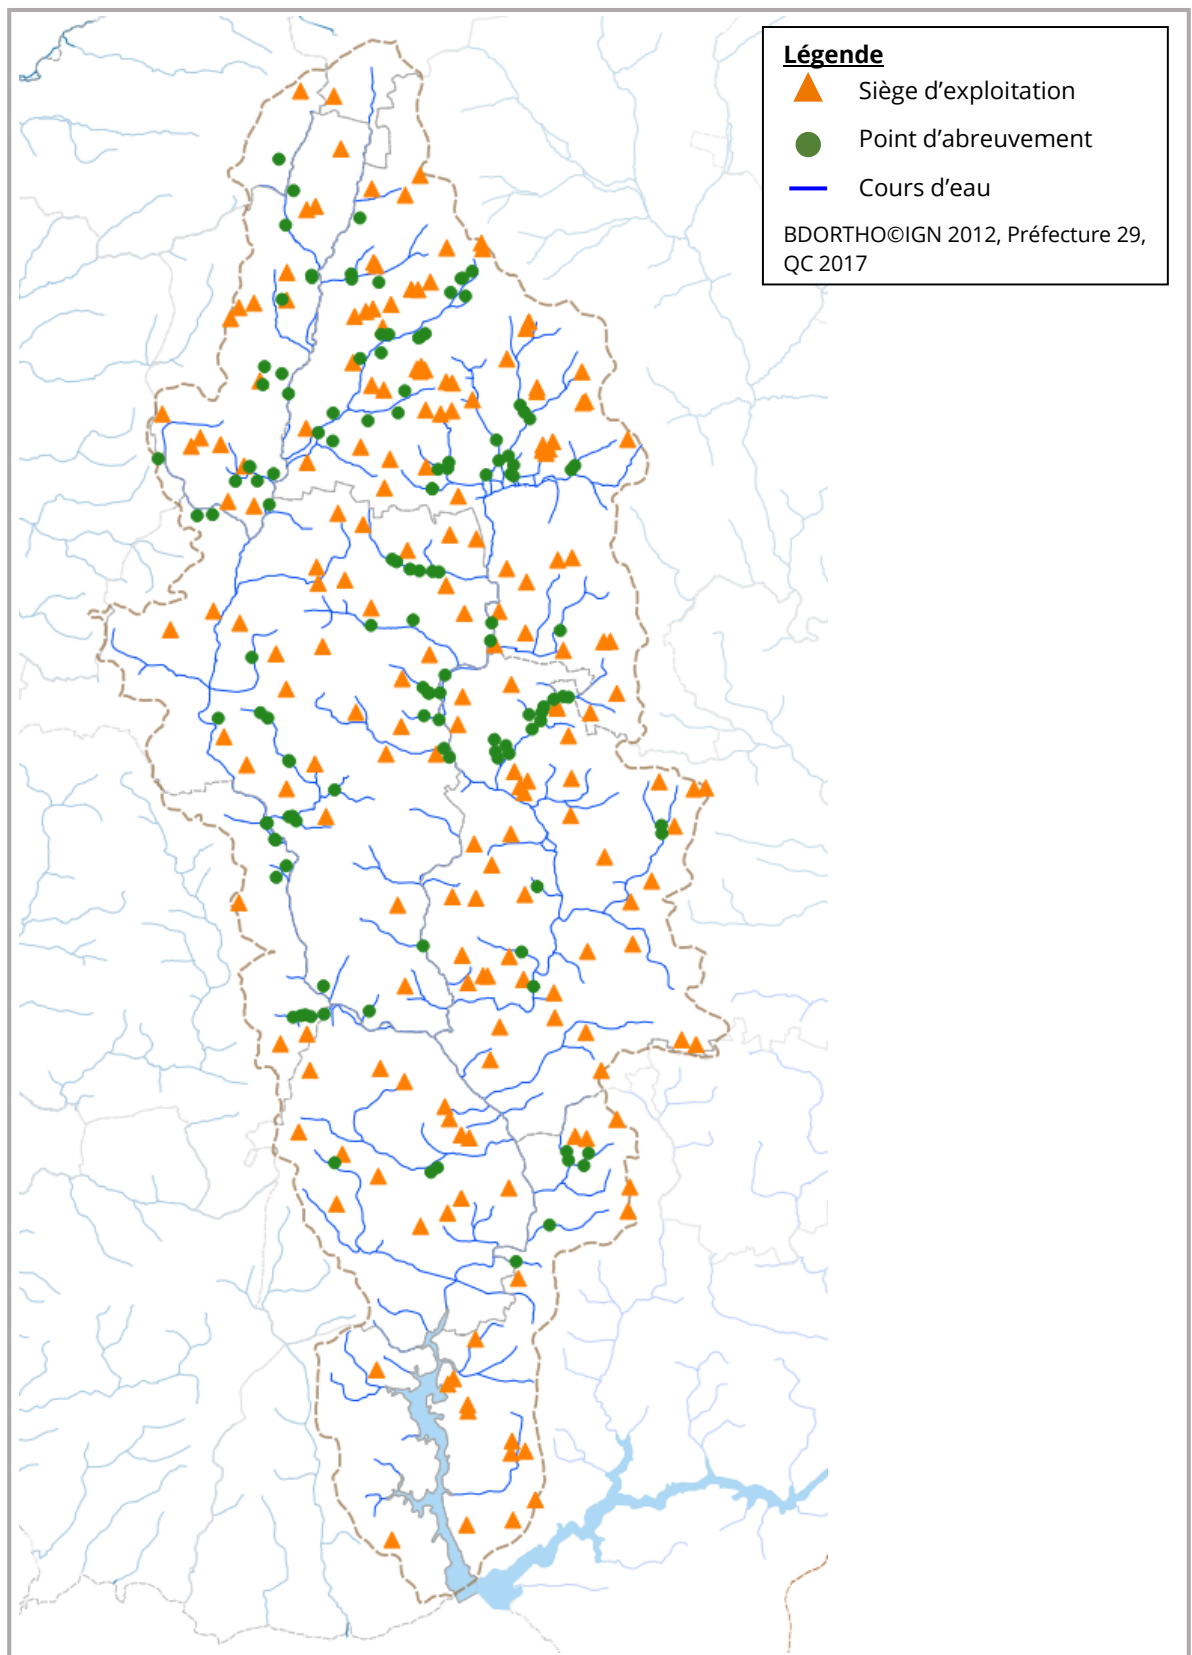 Légende
Siège d’exploitation
Point d’abreuvement
Cours d’eau
BDORTHO©IGN 2012, Préfecture 29,
QC 2017